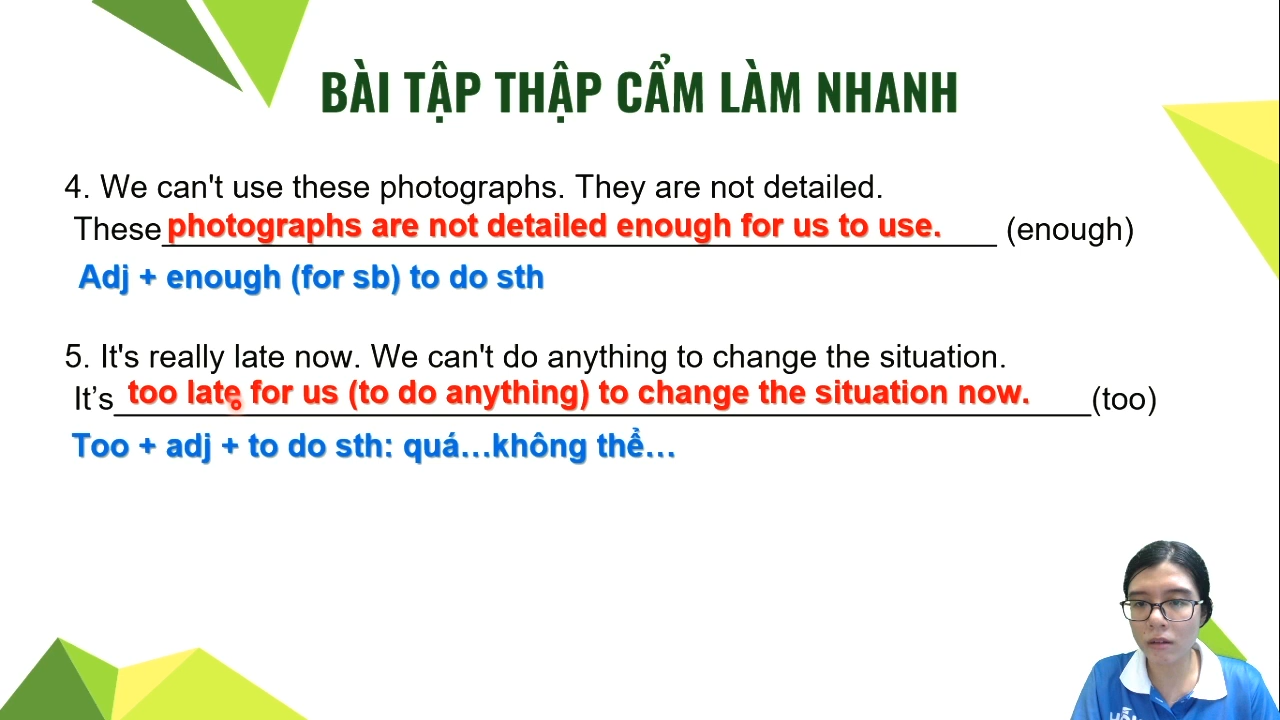 BÀI TẬP THẬP CẨM LÀM NHANH
4. We can't use these photographs. They are not detailed.
These photographs are not detailed enough for us to use. (enough)
Adj + enough (for sb) to do sth
5. It's really late now. We can't do anything to change the situation.
It’s too late for us (to do anything) to change the situation now. (too)
Too + adj + to do sth: quá…không thể…